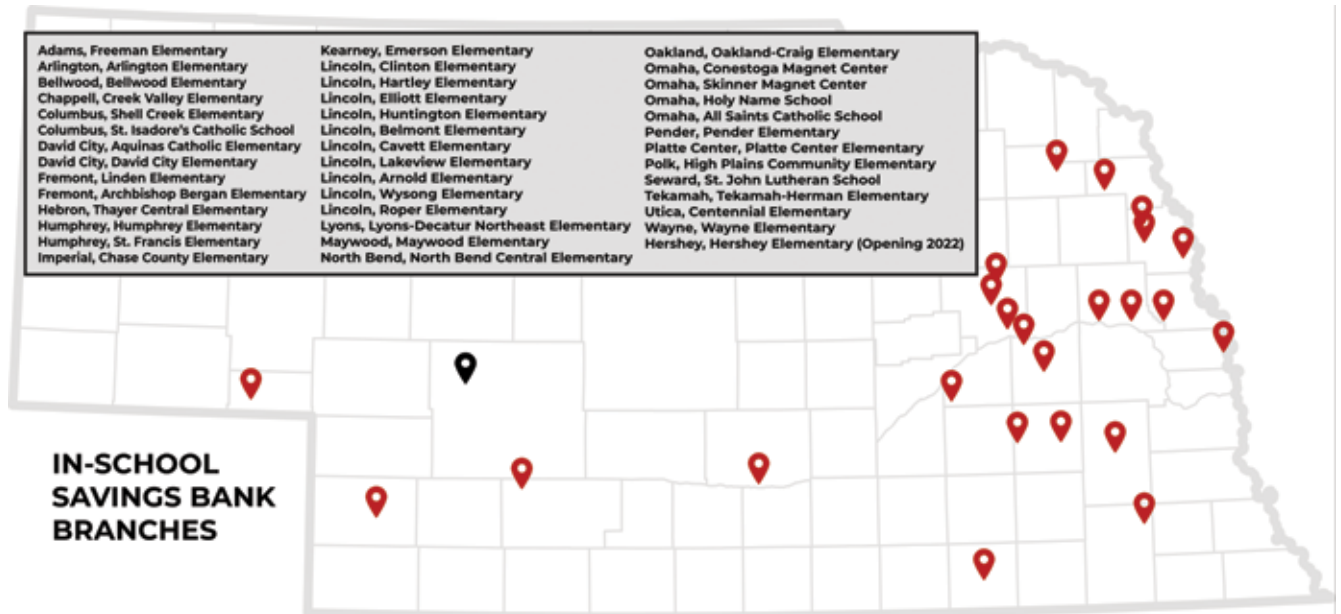 Adams, Freeman Elementary
Arlington, Arlington Elementary
Bellwood, Bellwood Elementary
Chappell, Creek Valley Elementary
Columbus, Shell Creek Elementary
Columbus, St. Isadore's Catholic School
David City, Aquinas Catholic Elementary
David City, David City Elementary
Fremont, Linden Elementary
Fremont, Archbishop Bergan Elementary
Hebron, Thayer Central Elementary
Humphrey, Humphrey Elementary
Humphrey, St. Francis Elementary
Imperial, Chase County Elementary
Kearney, Emerson Elementary
Lincoln, Clinton Elementary
Lincoln, Hartley Elementary
Lincoln, Elliott Elementary
Lincoln, Huntington Elementary
Lincoln, Belmont Elementary
Lincoln, Cavett Elementary
Lincoln, Lakeview Elementary
Lincoln, Arnold Elementary
Lincoln, Wysong Elementary
Lincoln, Roper Elementary
Lyons, Lyons-Decatur Northeast Elementary
Maywood, Maywood Elementary
North Bend, North Bend Central Elementary
Oakland, Oakland-Craig Elementary
Omaha, Conestoga Magnet Center
Omaha, Skinner Magnet Center
Omaha, Holy Name School
Omaha, All Saints Catholic School
Pender, Pender Elementary
Platte Center, Platte Center Elementary
Polk, High Plains Community Elementary
Seward, St. John Lutheran School
Tekamah, Tekamah-Herman Elementary
Utica, Centennial Elementary
Wayne, Wayne Elementary
Hershey, Hershey Elementary (Opening 2022)
IN-SCHOOL
SAVINGS BANK
BRANCHES